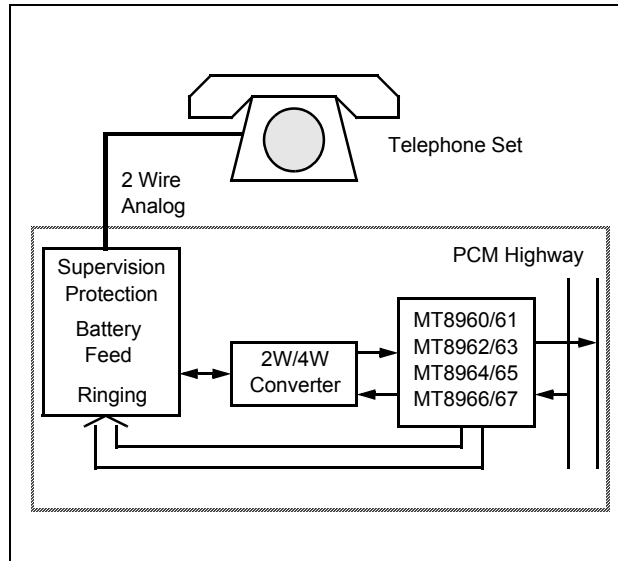 Telephone Set
2 Wire
Analog
PCM Highway
Supervision
Protection
Battery
Feed
Ringing
2W/4W
Converter
MT8960/61
MT8962/63
MT8964/65
MT8966/67